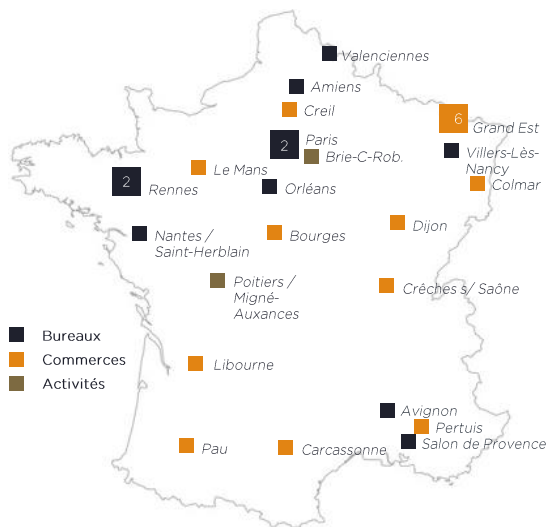 Valenciennes
Amiens
Creil
6
Grand Est
2
Paris
Brie-C-Rob.
Villers-Lès-
Nancy
Le Mans
2
Rennes
Orléans
Colmar
Nantes /
Saint-Herblain
Bourges
Dijon
Poitiers /
Migné-
Auxances
Crêches s/ Saône
Bureaux
Commerces
Activités
Libourne
Avignon
Pertuis
Salon de Provence
Pau
Carcassonne